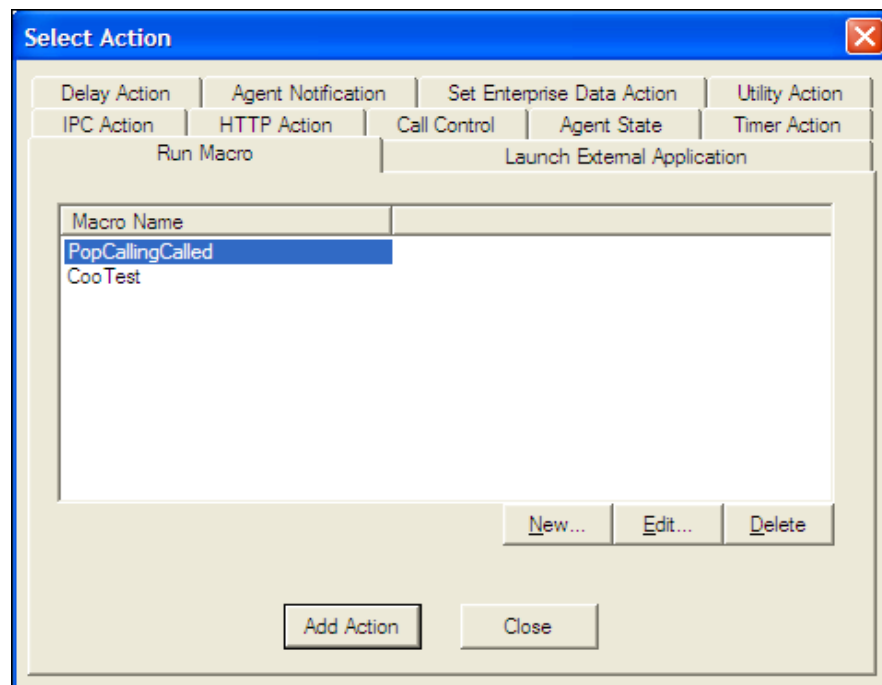 Select Action
Delay Action Agent Notification Set Enterprise Data Action Utility Action
IPC Action HTTP Action Call Control Agent State Timer Action
Run Macro Launch External Application
Macro Name
PopCallingCalled
CooTest
New... Edit... Delete
Add Action Close